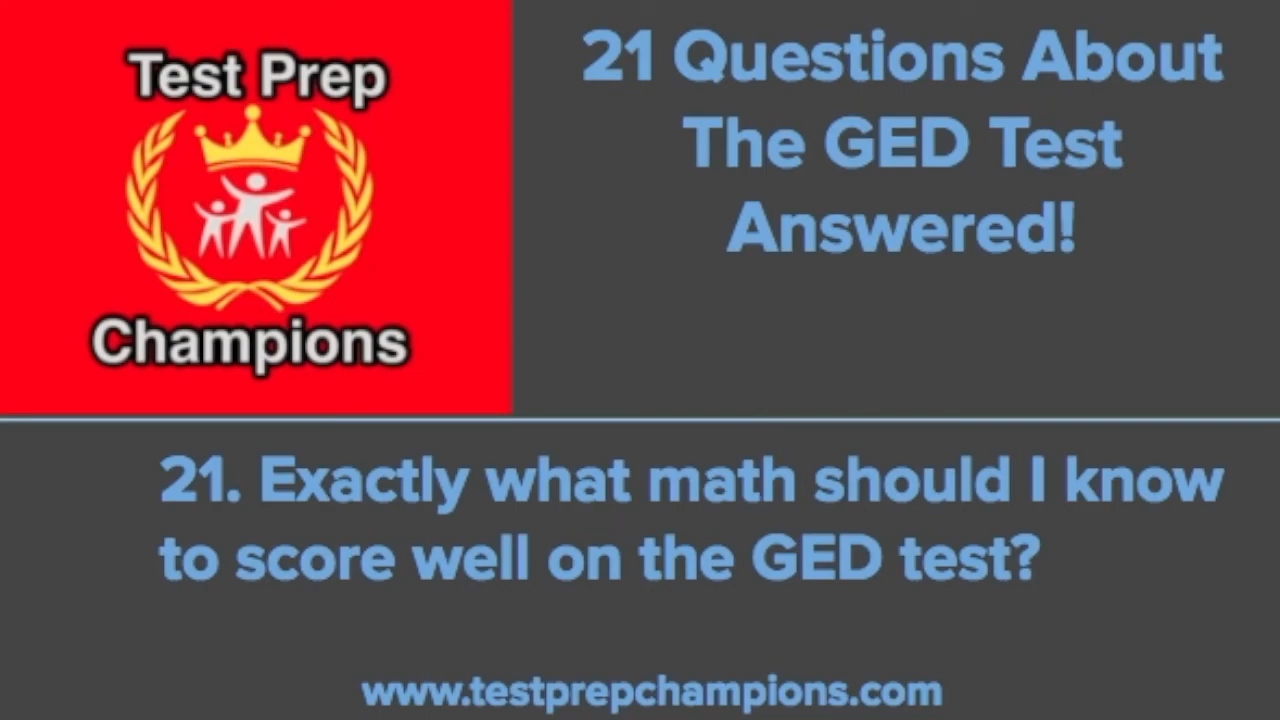 Test Prep
Champions
21 Questions About
The GED Test
Answered!
21. Exactly what math should I know
to score well on the GED test?
www.testprepchampions.com